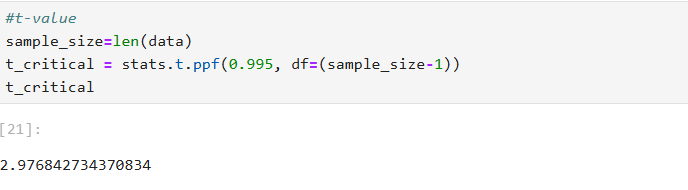 #t-value
sample_size=len(data)
t_critical = stats.t.ppf(0.995, df=(sample_size-1))
t_critical
[21]:
2.976842734370834